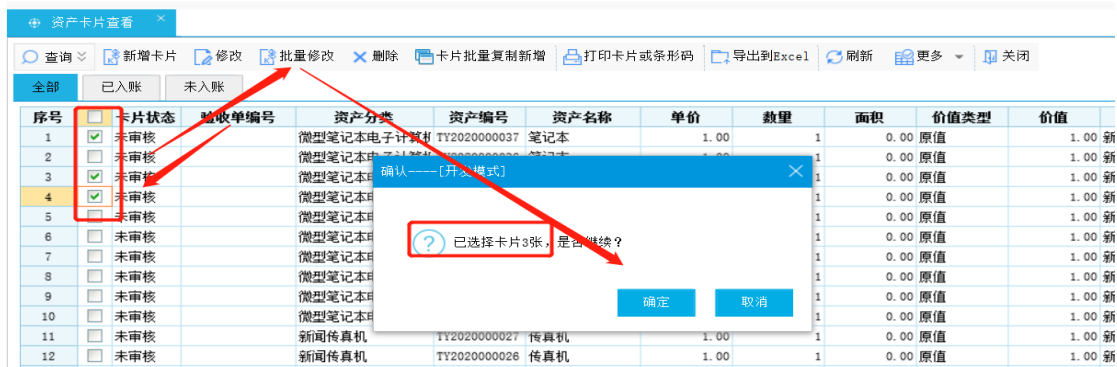 资产卡片查看 ×
查询 新增卡片 修改 批量修改 删除 卡片批量复制新增 打印卡片或条形码 导出到Excel 刷新 更多 关闭
全部 已入账 未入账
序号 卡片状态 验收单编号 资产分类 资产编号 资产名称 单价 数量 面积 价值类型 价值
1 未审核 微型笔记本电子计算机 TY2020000037 笔记本 1.00 1 0.00 原值 1.00 新
2 未审核 微型笔记本电子计算机 笔记本 1.00 1 0.00 原值 1.00 新
3 未审核 微型笔记本电 1 0.00 原值 1.00 新
4 未审核 微型笔记本电 1 0.00 原值 1.00 新
5 未审核 微型笔记本电 1 0.00 原值 1.00 新
6 未审核 微型笔记本电 1 0.00 原值 1.00 新
7 未审核 微型笔记本电 1 0.00 原值 1.00 新
8 未审核 微型笔记本电 1 0.00 原值 1.00 新
9 未审核 微型笔记本电 1 0.00 原值 1.00 新
10 未审核 微型笔记本电 1 0.00 原值 1.00 新
11 未审核 新闻传真机 TY2020000027 传真机 1.00 1 0.00 原值 1.00 新
12 未审核 新闻传真机 TY2020000026 传真机 1.00 1 0.00 原值 1.00 新
确认----[开发模式]
已选择卡片3张，是否继续？
确定 取消